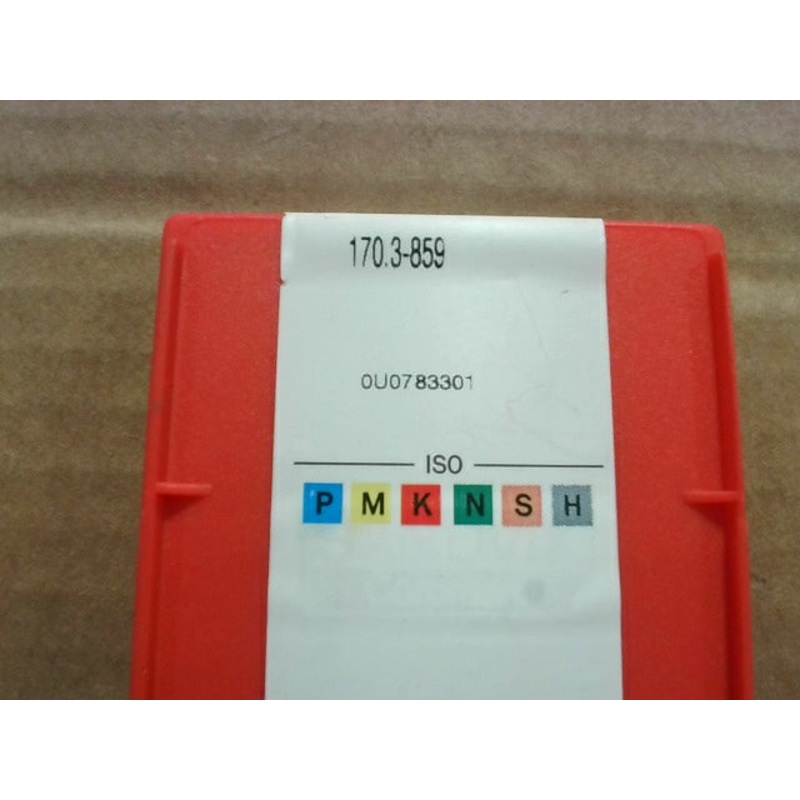 170.3-859
0U0783301
ISO
P M K N S H